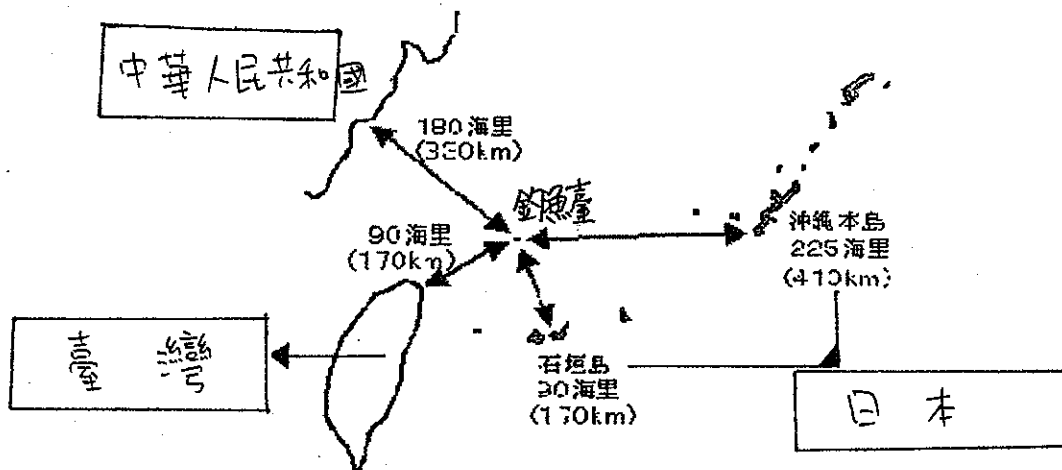 中華人民共和國
180海里
(330km)
釣魚臺
90海里
(170km)
沖縄本島
225海里
(410km)
臺灣
石垣島
90海里
(170km)
日本